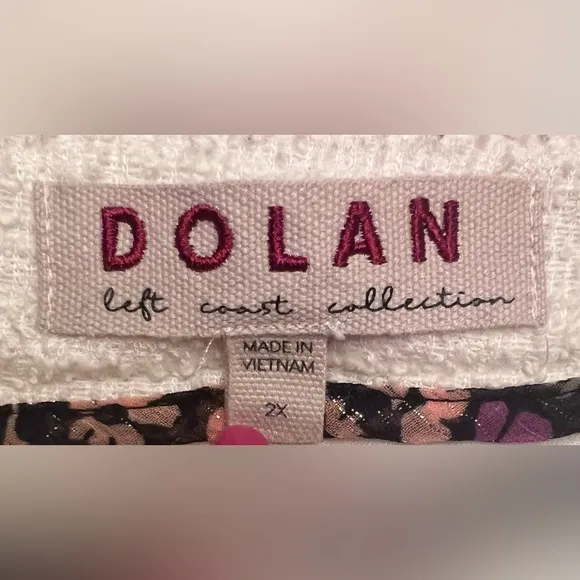 DOLAN
left coast collection
MADE IN
VIETNAM
2X